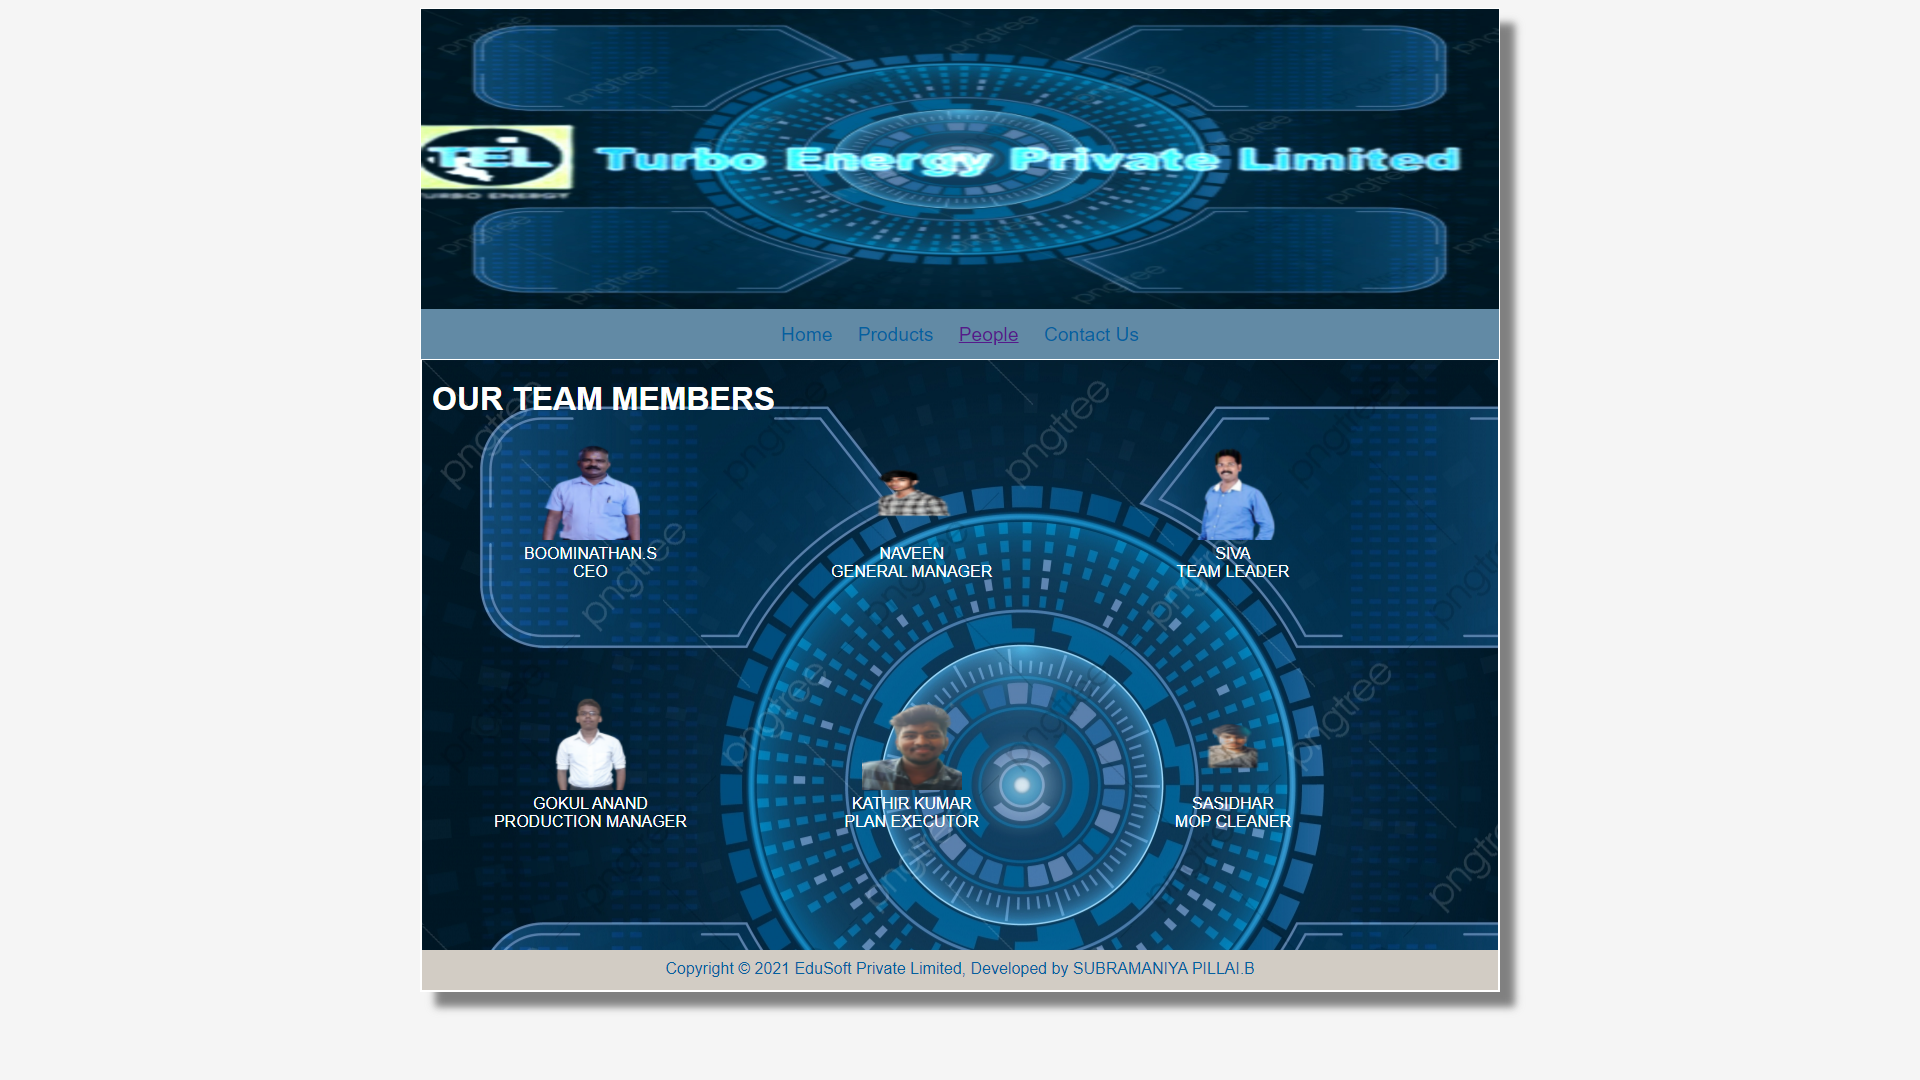 TEL
TURBO ENERGY
Turbo Energy Private Limited
Home Products People Contact Us
OUR TEAM MEMBERS
BOOMINATHAN.S
CEO
NAVEEN
GENERAL MANAGER
SIVA
TEAM LEADER
GOKUL ANAND
PRODUCTION MANAGER
KATHIR KUMAR
PLAN EXECUTOR
SASIDHAR
MOP CLEANER
Copyright © 2021 EduSoft Private Limited, Developed by SUBRAMANIYA PILLAI.B
pngtree